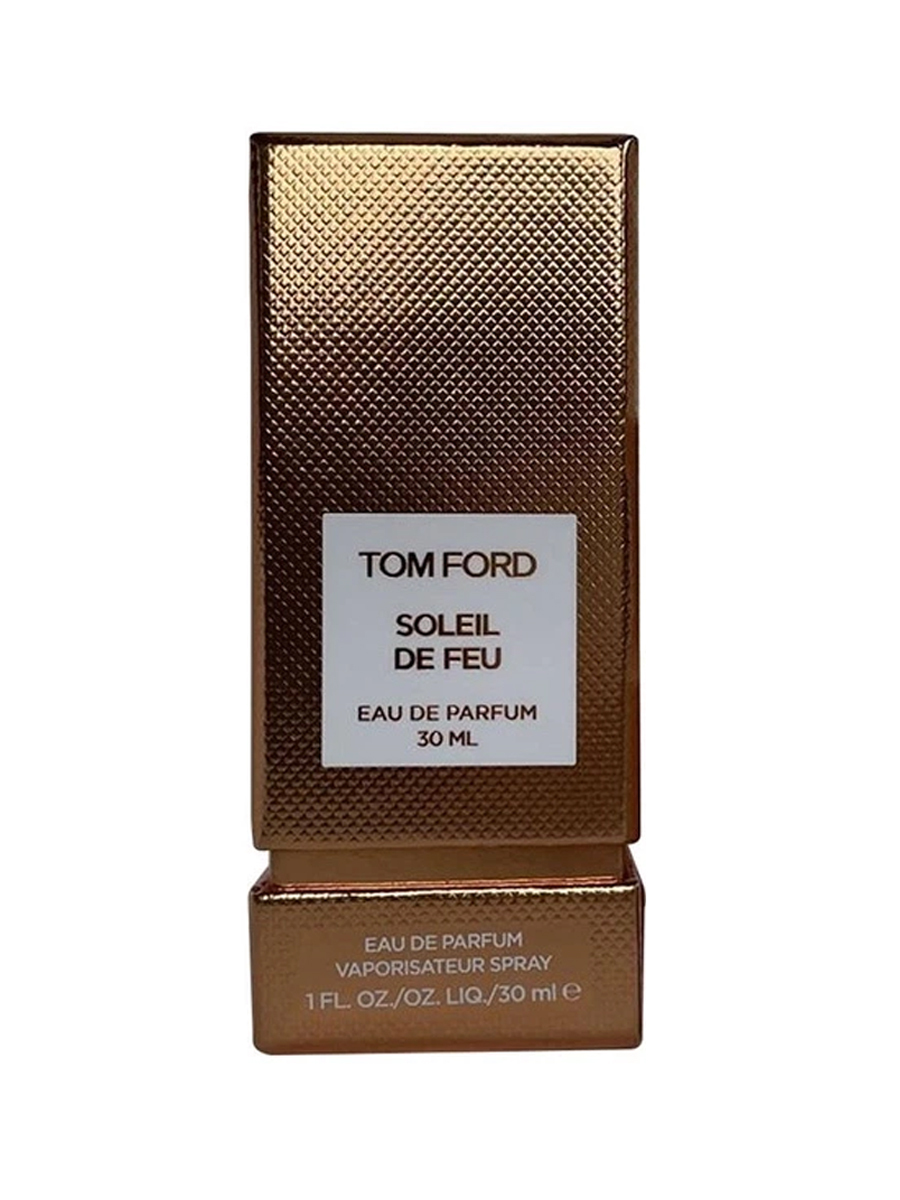 TOM FORD
SOLEIL
DE FEU
EAU DE PARFUM
30 ML
EAU DE PARFUM
VAPORISATEUR SPRAY
1 FL. OZ./OZ. LIQ./30 ml ℮